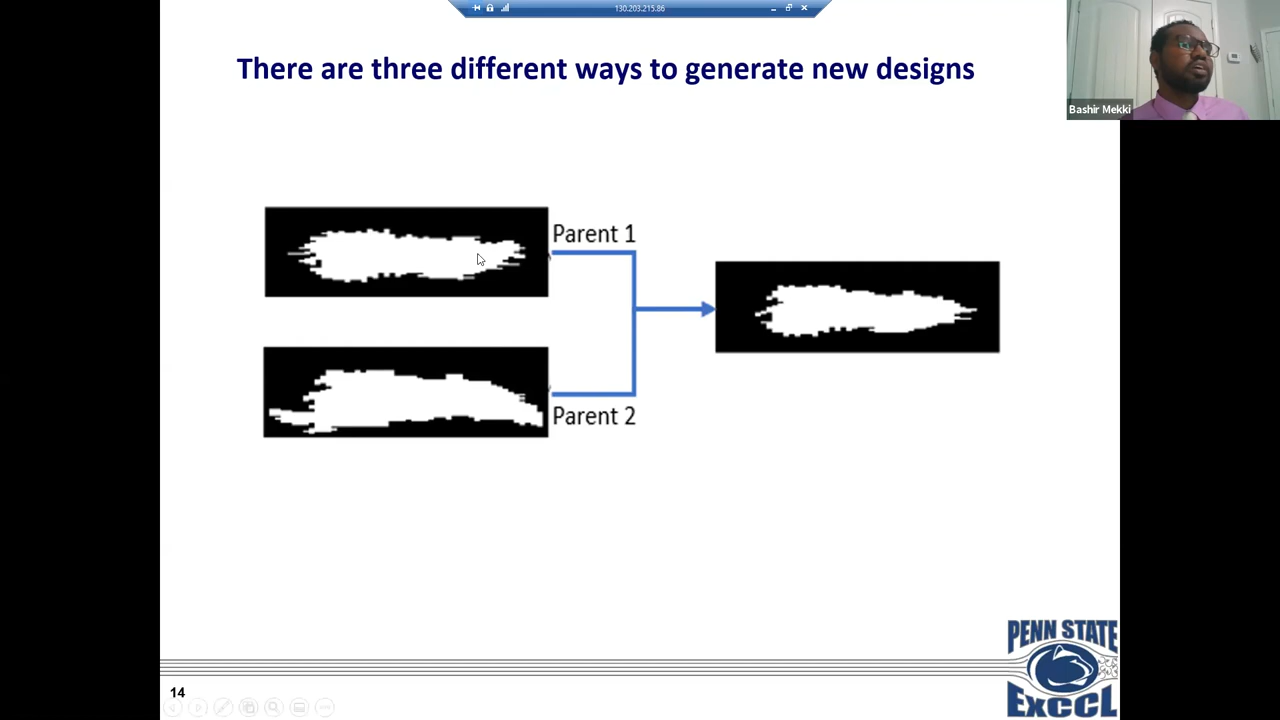 130.203.215.86
There are three different ways to generate new designs
Bashir Mekki
Parent 1
Parent 2
PENN STATE
ExCCL
14